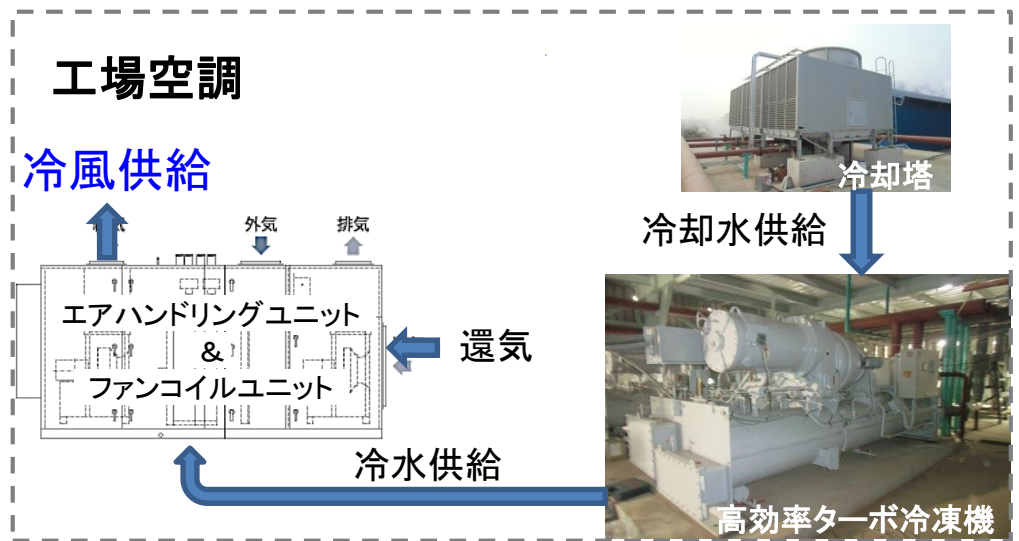 工場空調
冷風供給
外気
排気
エアハンドリングユニット
&
ファンコイルユニット
還気
冷水供給
冷却塔
冷却水供給
高効率ターボ冷凍機